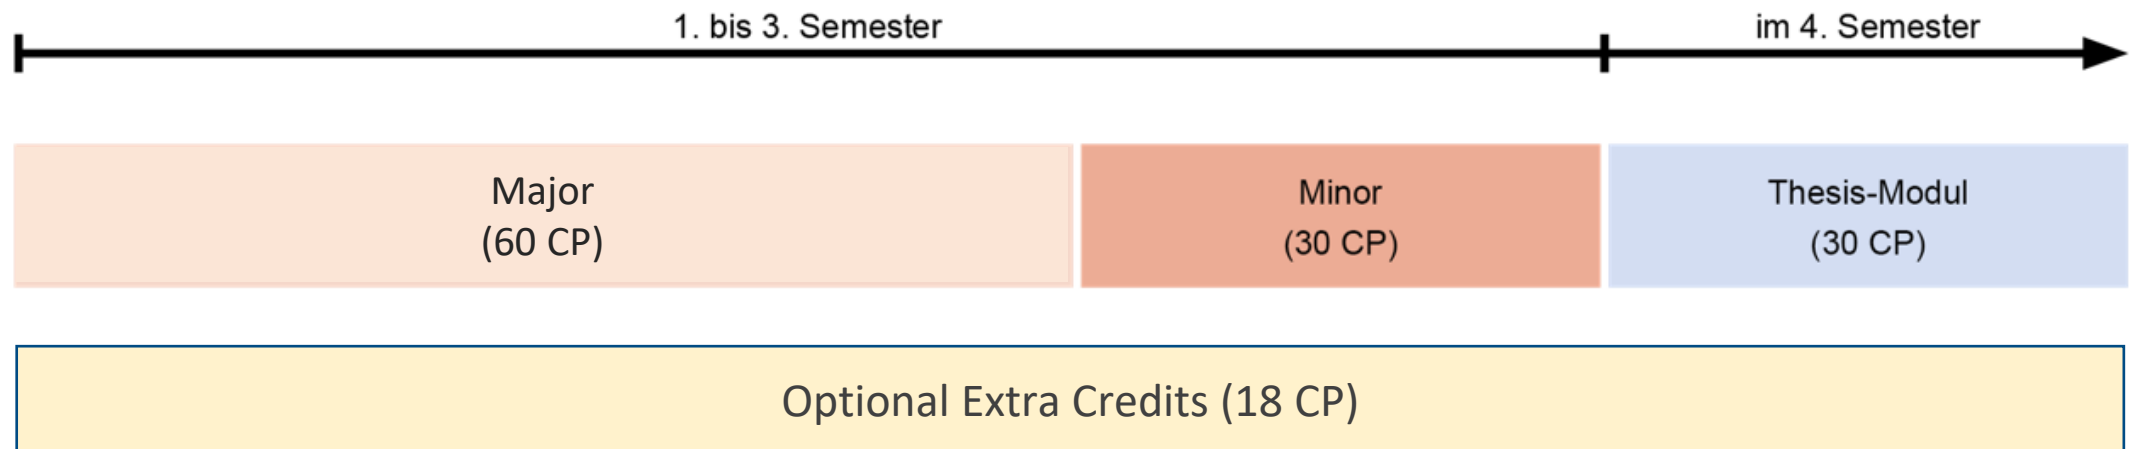 1. bis 3. Semester
im 4. Semester
Major
(60 CP)
Minor
(30 CP)
Thesis-Modul
(30 CP)
Optional Extra Credits (18 CP)